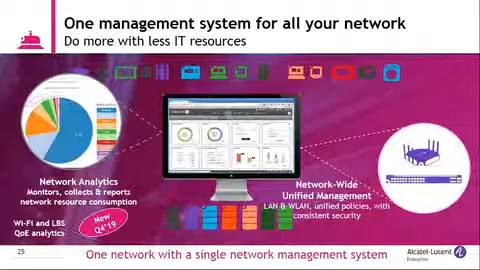 One management system for all your network
Do more with less IT resources
Network Analytics
Monitors, collects & reports
network resource consumption
Wi-Fi and LBS
QoE analytics
New
Q4'19
Network-Wide
Unified Management
LAN & WLAN, unified policies, with
consistent security
25
One network with a single network management system
Alcatel-Lucent
Enterprise